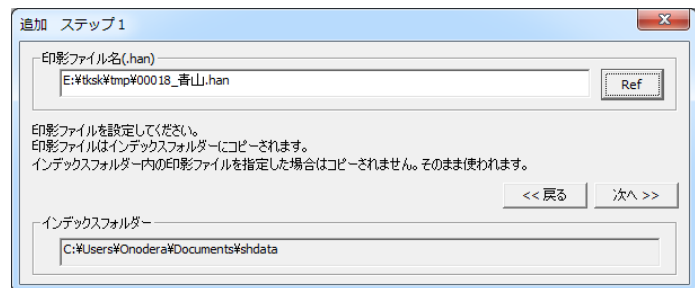 追加 ステップ1
印影ファイル名(.han)
E:¥tksk¥tmp¥00018_青山.han
Ref
印影ファイルを設定してください。
印影ファイルはインデックスフォルダーにコピーされます。
インデックスフォルダー内の印影ファイルを指定した場合はコピーされません。そのまま使われます。
<< 戻る
次へ >>
インデックスフォルダー
C:¥Users¥Onodera¥Documents¥shdata